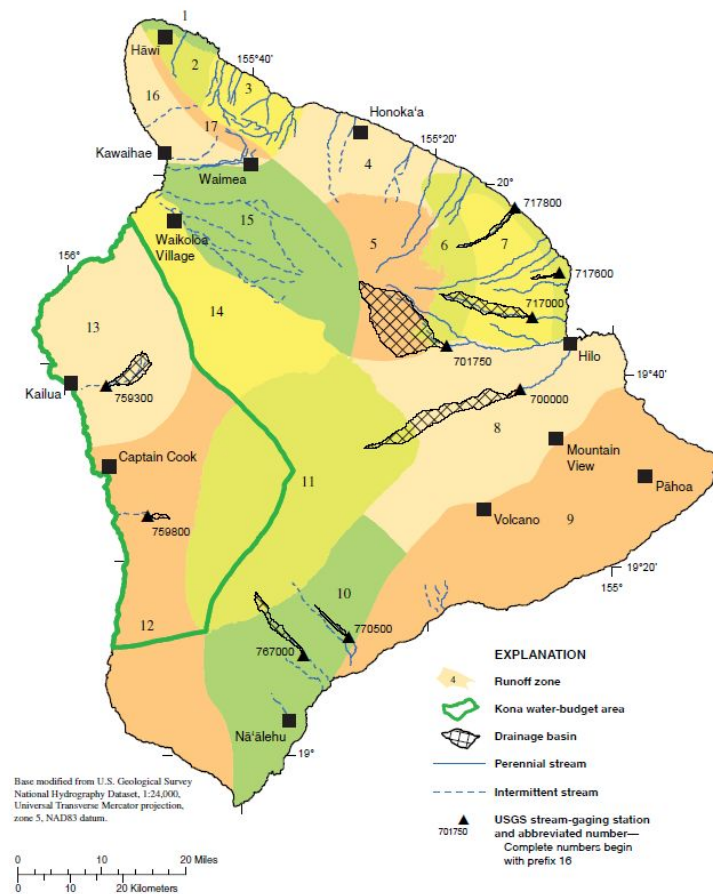 1
Hāwi
155°40'
2
3
16
Honoka'a
17
4
155°20'
Kawaihae
Waimea
20°
717800
15
5
6
7
Waikoloa
Village
156°
717600
717000
14
13
701750
Hilo
19°40'
Kailua
759300
700000
8
Mountain
View
Captain Cook
11
Pāhoa
Volcano
9
759800
19°20'
155°
10
770500
12
767000
EXPLANATION
4
Runoff zone
Kona water-budget area
Drainage basin
Nā'ālehu
19°
Perennial stream
Intermittent stream
701750
USGS stream-gaging station
and abbreviated number—
Complete numbers begin
with prefix 16
Base modified from U.S. Geological Survey
National Hydrography Dataset, 1:24,000,
Universal Transverse Mercator projection,
zone 5, NAD83 datum.
0 10 20 Miles
0 10 20 Kilometers